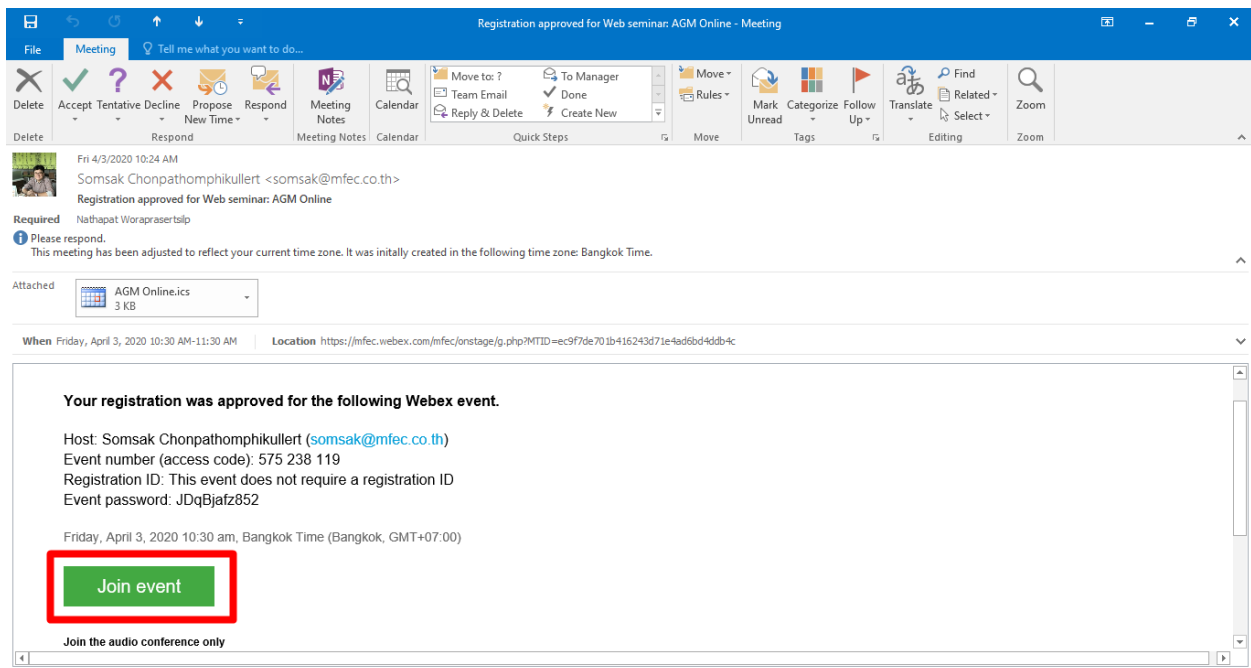 Registration approved for Web seminar: AGM Online - Meeting
File Meeting Tell me what you want to do...
Delete Accept Tentative Decline Propose New Time Respond Meeting Notes Calendar
Move to: ? To Manager
Team Email Done
Reply & Delete Create New
Move
Rules
Mark Unread Categorize Follow Up
Translate
Find
Related
Select
Zoom
Delete Respond Meeting Notes Calendar Quick Steps Move Tags Editing Zoom
Fri 4/3/2020 10:24 AM
Somsak Chonpathomphikullert <somsak@mfec.co.th>
Registration approved for Web seminar: AGM Online
Required Nathapat Woraprasertsilp
Please respond.
This meeting has been adjusted to reflect your current time zone. It was initally created in the following time zone: Bangkok Time.
Attached
AGM Online.ics
3 KB
When Friday, April 3, 2020 10:30 AM-11:30 AM Location https://mfec.webex.com/mfec/onstage/g.php?MTID=ec9f7de701b416243d71e4ad6bd4ddb4c
Your registration was approved for the following Webex event.
Host: Somsak Chonpathomphikullert (somsak@mfec.co.th)
Event number (access code): 575 238 119
Registration ID: This event does not require a registration ID
Event password: JDqBjafz852
Friday, April 3, 2020 10:30 am, Bangkok Time (Bangkok, GMT+07:00)
Join event
Join the audio conference only